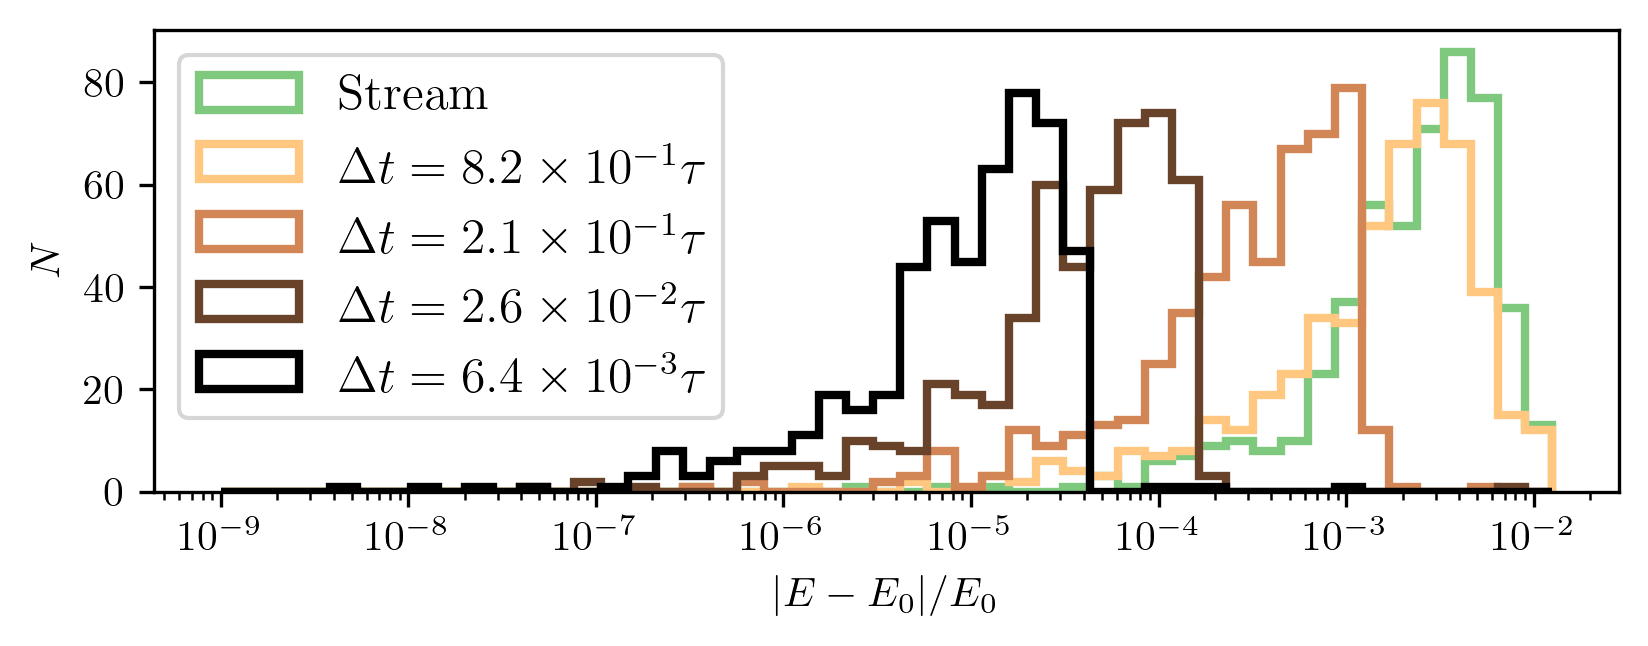 Stream
Δt = 8.2 × 10⁻¹τ
Δt = 2.1 × 10⁻¹τ
Δt = 2.6 × 10⁻²τ
Δt = 6.4 × 10⁻³τ
80
60
40
20
0
N
10⁻⁹ 10⁻⁸ 10⁻⁷ 10⁻⁶ 10⁻⁵ 10⁻⁴ 10⁻³ 10⁻²
|E − E₀|/E₀